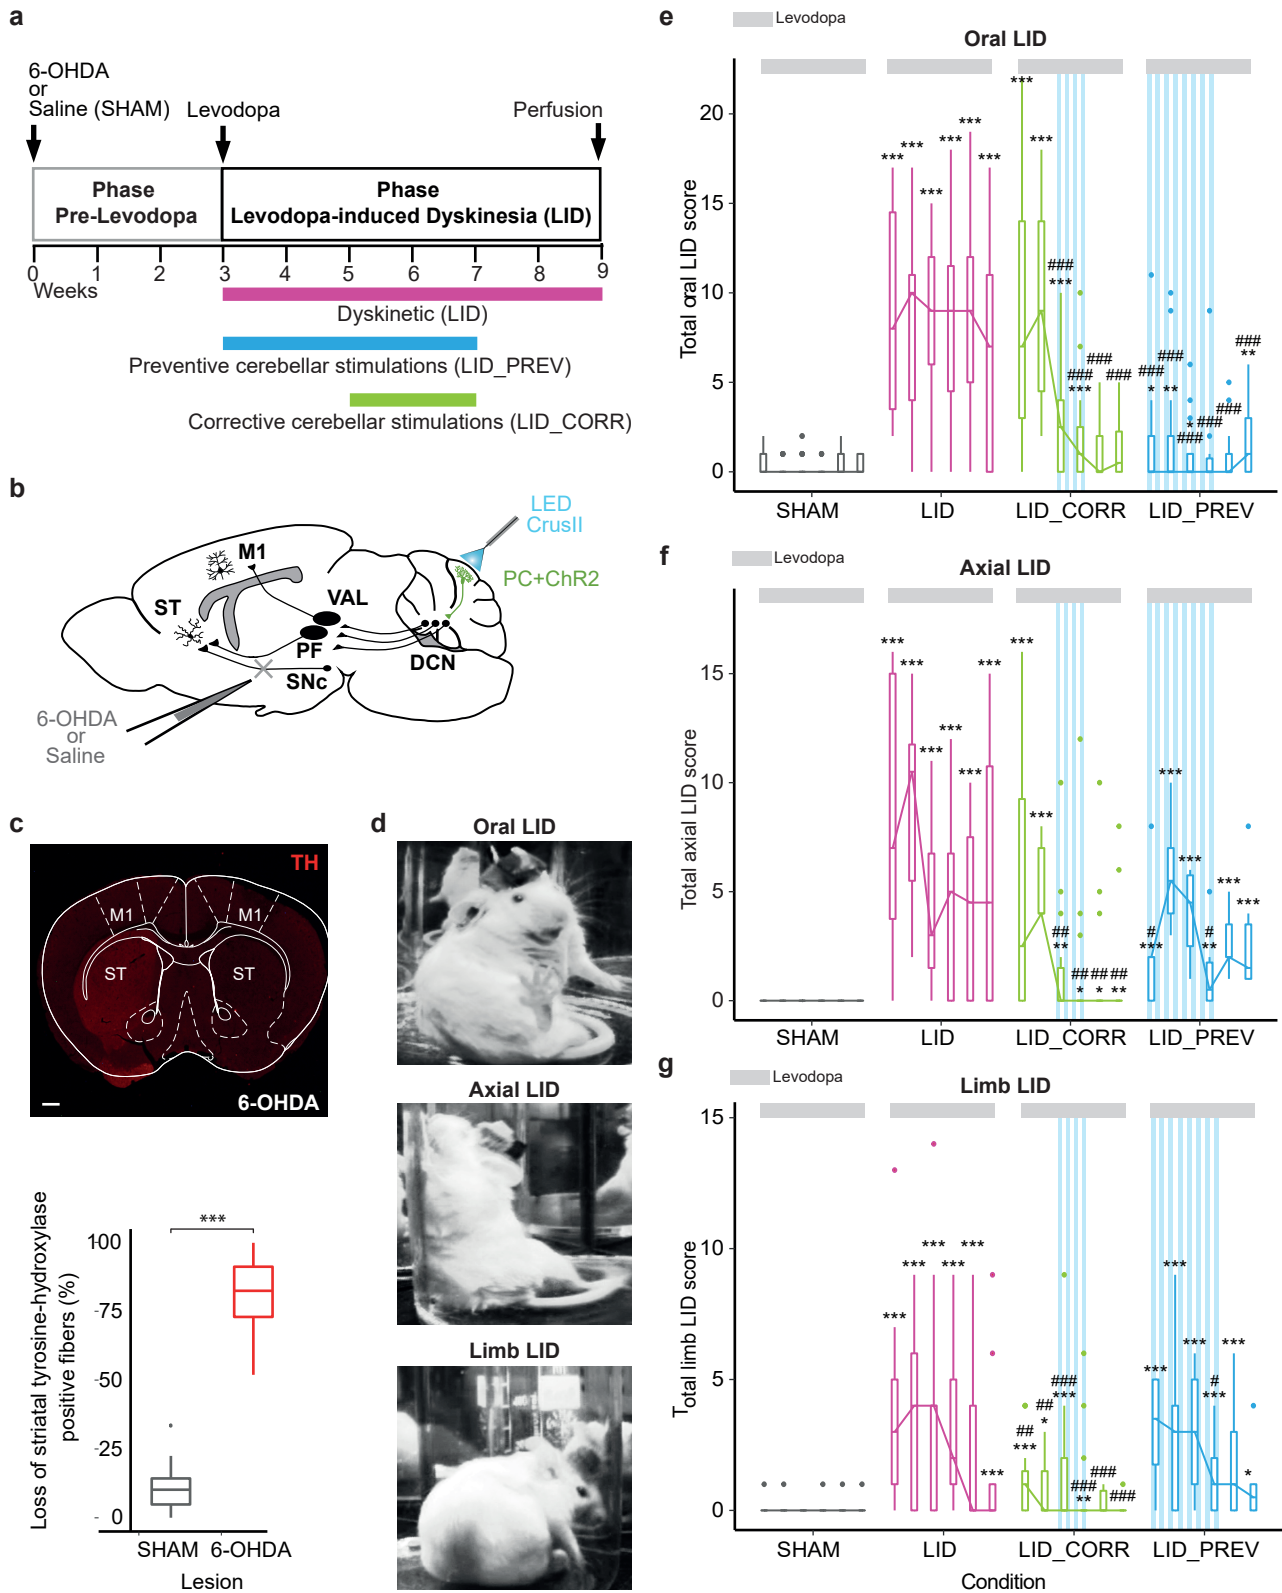 a
6-OHDA
or
Saline (SHAM)
Levodopa
Perfusion
Phase
Pre-Levodopa
Phase
Levodopa-induced Dyskinesia (LID)
0 1 2 3 4 5 6 7 8 9
Weeks
Dyskinetic (LID)
Preventive cerebellar stimulations (LID_PREV)
Corrective cerebellar stimulations (LID_CORR)
b
LED
CrusII
PC+ChR2
M1
ST
VAL
PF
SNc
DCN
6-OHDA
or
Saline
c
TH
M1 M1
ST ST
6-OHDA
Loss of striatal tyrosine-hydroxylase
positive fibers (%)
100
-75
-50
-25
- 0
***
SHAM 6-OHDA
Lesion
d
Oral LID
Axial LID
Limb LID
e
Levodopa
Oral LID
Total oral LID score
20
15
10
5
0
*** *** *** *** *** ***
*** *** ### *** ### *** ### ###
### * ### ** * ### ### ### ### **
SHAM LID LID_CORR LID_PREV
f
Levodopa
Axial LID
Total axial LID score
15
10
5
0
*** *** *** *** *** ***
*** *** ## ** ## * ## * ## **
# *** *** *** # ** *** ***
SHAM LID LID_CORR LID_PREV
g
Levodopa
Limb LID
Total limb LID score
15
10
5
0
*** *** *** *** *** ***
## *** ## * ### *** ### ** ### ###
*** *** *** # *** *** *
SHAM LID LID_CORR LID_PREV
Condition